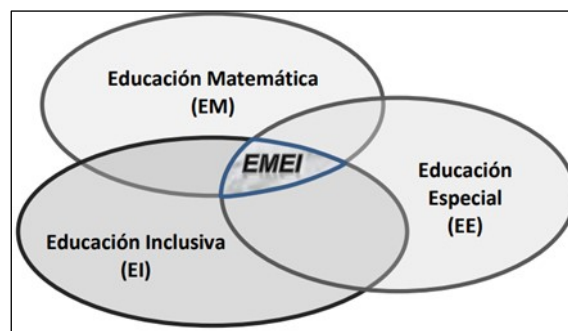 Educación Matemática
(EM)
EMEI
Educación
Especial
(EE)
Educación Inclusiva
(EI)